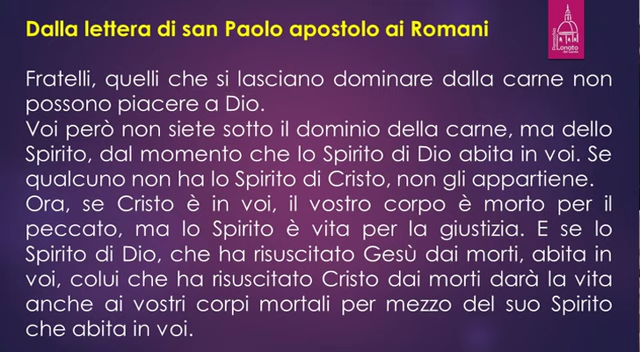 Dalla lettera di san Paolo apostolo ai Romani
Lonato
Fratelli, quelli che si lasciano dominare dalla carne non
possono piacere a Dio.
Voi però non siete sotto il dominio della carne, ma dello
Spirito, dal momento che lo Spirito di Dio abita in voi. Se
qualcuno non ha lo Spirito di Cristo, non gli appartiene.
Ora, se Cristo è in voi, il vostro corpo è morto per il
peccato, ma lo Spirito è vita per la giustizia. E se lo
Spirito di Dio, che ha risuscitato Gesù dai morti, abita in
voi, colui che ha risuscitato Cristo dai morti darà la vita
anche ai vostri corpi mortali per mezzo del suo Spirito
che abita in voi.